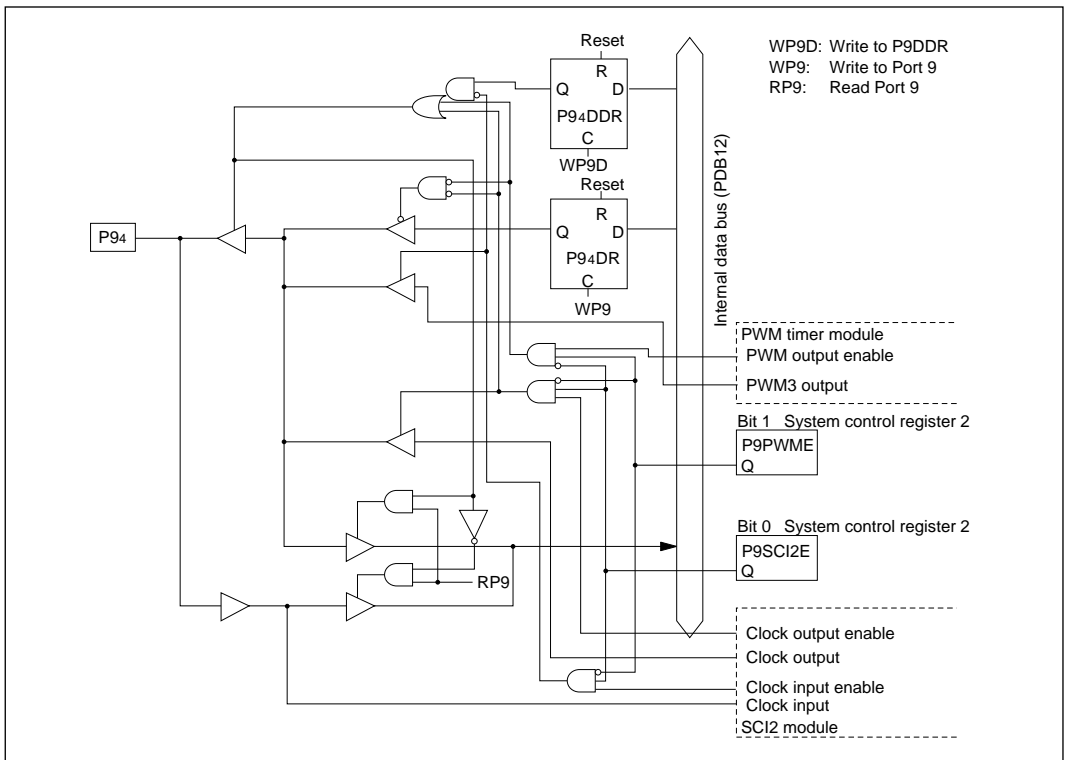 Reset
R
Q
D
P94DDR
C
WP9D
Reset
R
Q
D
P94DR
C
WP9
WP9D: Write to P9DDR
WP9: Write to Port 9
RP9: Read Port 9
Internal data bus (PDB12)
P94
PWM timer module
PWM output enable
PWM3 output
Bit 1 System control register 2
P9PWME
Q
Bit 0 System control register 2
P9SCI2E
Q
RP9
Clock output enable
Clock output
Clock input enable
Clock input
SCI2 module